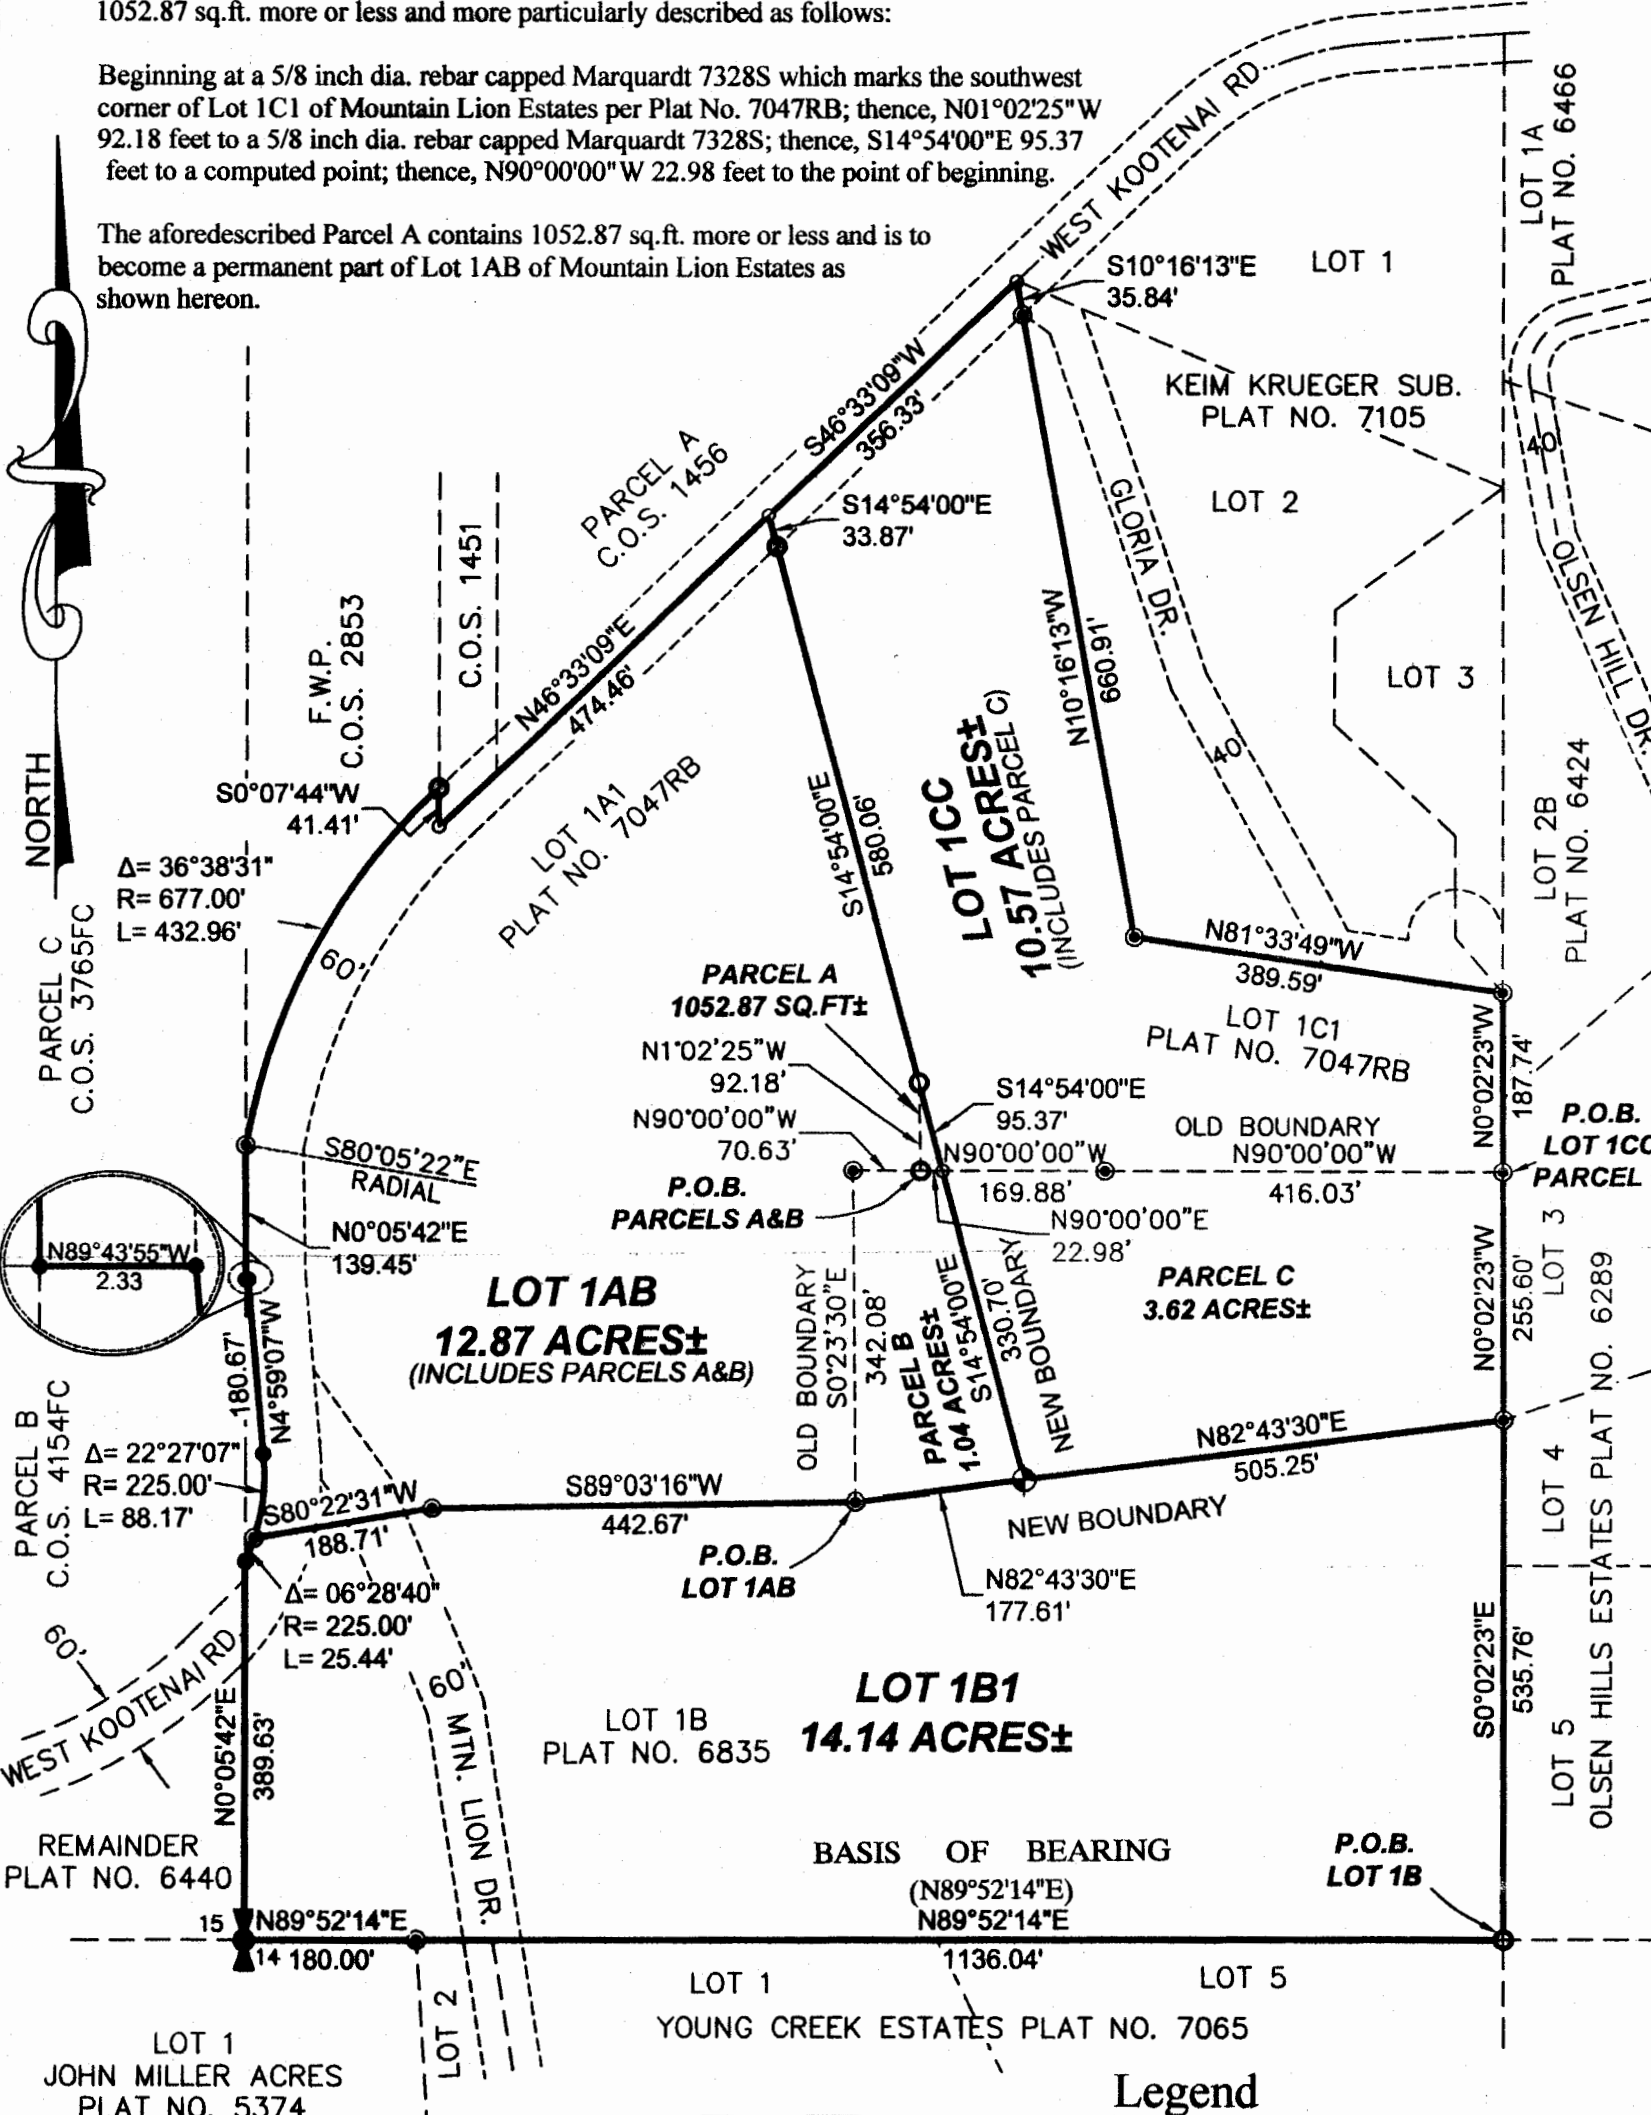 1052.87 sq.ft. more or less and more particularly described as follows:
Beginning at a 5/8 inch dia. rebar capped Marquardt 7328S which marks the southwest
corner of Lot 1C1 of Mountain Lion Estates per Plat No. 7047RB; thence, N01°02'25"W
92.18 feet to a 5/8 inch dia. rebar capped Marquardt 7328S; thence, S14°54'00"E 95.37
feet to a computed point; thence, N90°00'00"W 22.98 feet to the point of beginning.
The aforedescribed Parcel A contains 1052.87 sq.ft. more or less and is to
become a permanent part of Lot 1AB of Mountain Lion Estates as
shown hereon.
WEST KOOTENAI RD.
LOT 1A
PLAT NO. 6466
S10°16'13"E
35.84'
LOT 1
S46°33'09"W
356.33'
KEIM KRUEGER SUB.
PLAT NO. 7105
40
PARCEL A
C.O.S. 1456
S14°54'00"E
33.87'
GLORIA DR.
LOT 2
C.O.S. 1451
F.W.P.
C.O.S. 2853
OLSEN HILL DR.
N46°33'09"E
474.46'
N10°16'13"W
660.91'
LOT 3
40'
NORTH
S0°07'44"W
41.41'
LOT 1A1
PLAT NO. 7047RB
S14°54'00"E
580.06'
LOT 1CC
10.57 ACRES±
(INCLUDES PARCEL C)
LOT 2B
PLAT NO. 6424
Δ= 36°38'31"
R= 677.00'
L= 432.96'
PARCEL C
C.O.S. 3765FC
60'
N81°33'49"W
389.59'
PARCEL A
1052.87 SQ.FT±
LOT 1C1
PLAT NO. 7047RB
N0°02'23"W
187.74'
N1°02'25"W
92.18'
S14°54'00"E
95.37'
N90°00'00"W
70.63'
OLD BOUNDARY
N90°00'00"W
416.03'
N90°00'00"W
169.88'
P.O.B.
LOT 1CC
PARCEL
S80°05'22"E
RADIAL
P.O.B.
PARCELS A&B
N90°00'00"E
22.98'
N0°05'42"E
139.45'
N89°43'55"W
2.33
LOT 1AB
12.87 ACRES±
(INCLUDES PARCELS A&B)
OLD BOUNDARY
S0°23'30"E
342.08'
PARCEL B
1.04 ACRES±
S14°54'00"E
330.70'
NEW BOUNDARY
PARCEL C
3.62 ACRES±
N0°02'23"W
255.60'
LOT 3
180.67'
N4°59'07"W
PARCEL B
C.O.S. 4154FC
Δ= 22°27'07"
R= 225.00'
L= 88.17'
S80°22'31"W
188.71'
S89°03'16"W
442.67'
N82°43'30"E
505.25'
NEW BOUNDARY
LOT 4
OLSEN HILLS ESTATES PLAT NO. 6289
P.O.B.
LOT 1AB
N82°43'30"E
177.61'
Δ= 06°28'40"
R= 225.00'
L= 25.44'
60'
WEST KOOTENAI RD.
N0°05'42"E
389.63'
60'
MTN. LION DR.
LOT 1B
PLAT NO. 6835
LOT 1B1
14.14 ACRES±
S0°02'23"E
535.76'
LOT 5
REMAINDER
PLAT NO. 6440
BASIS OF BEARING
(N89°52'14"E)
N89°52'14"E
1136.04'
P.O.B.
LOT 1B
15
N89°52'14"E
14 180.00'
LOT 1
LOT 5
LOT 2
YOUNG CREEK ESTATES PLAT NO. 7065
LOT 1
JOHN MILLER ACRES
PLAT NO. 5374
Legend